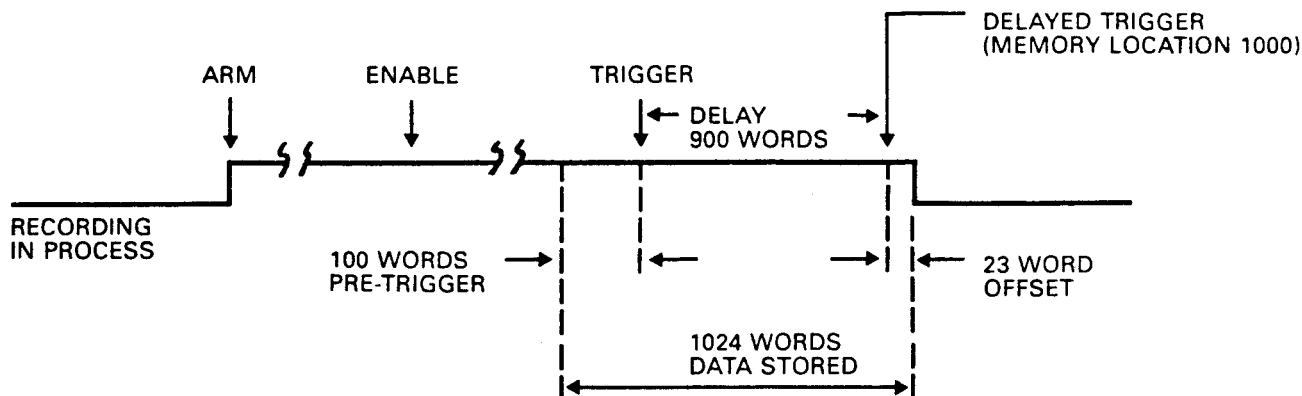 DELAYED TRIGGER
(MEMORY LOCATION 1000)
ARM
ENABLE
TRIGGER
DELAY
900 WORDS
RECORDING
IN PROCESS
100 WORDS
PRE-TRIGGER
23 WORD
OFFSET
1024 WORDS
DATA STORED